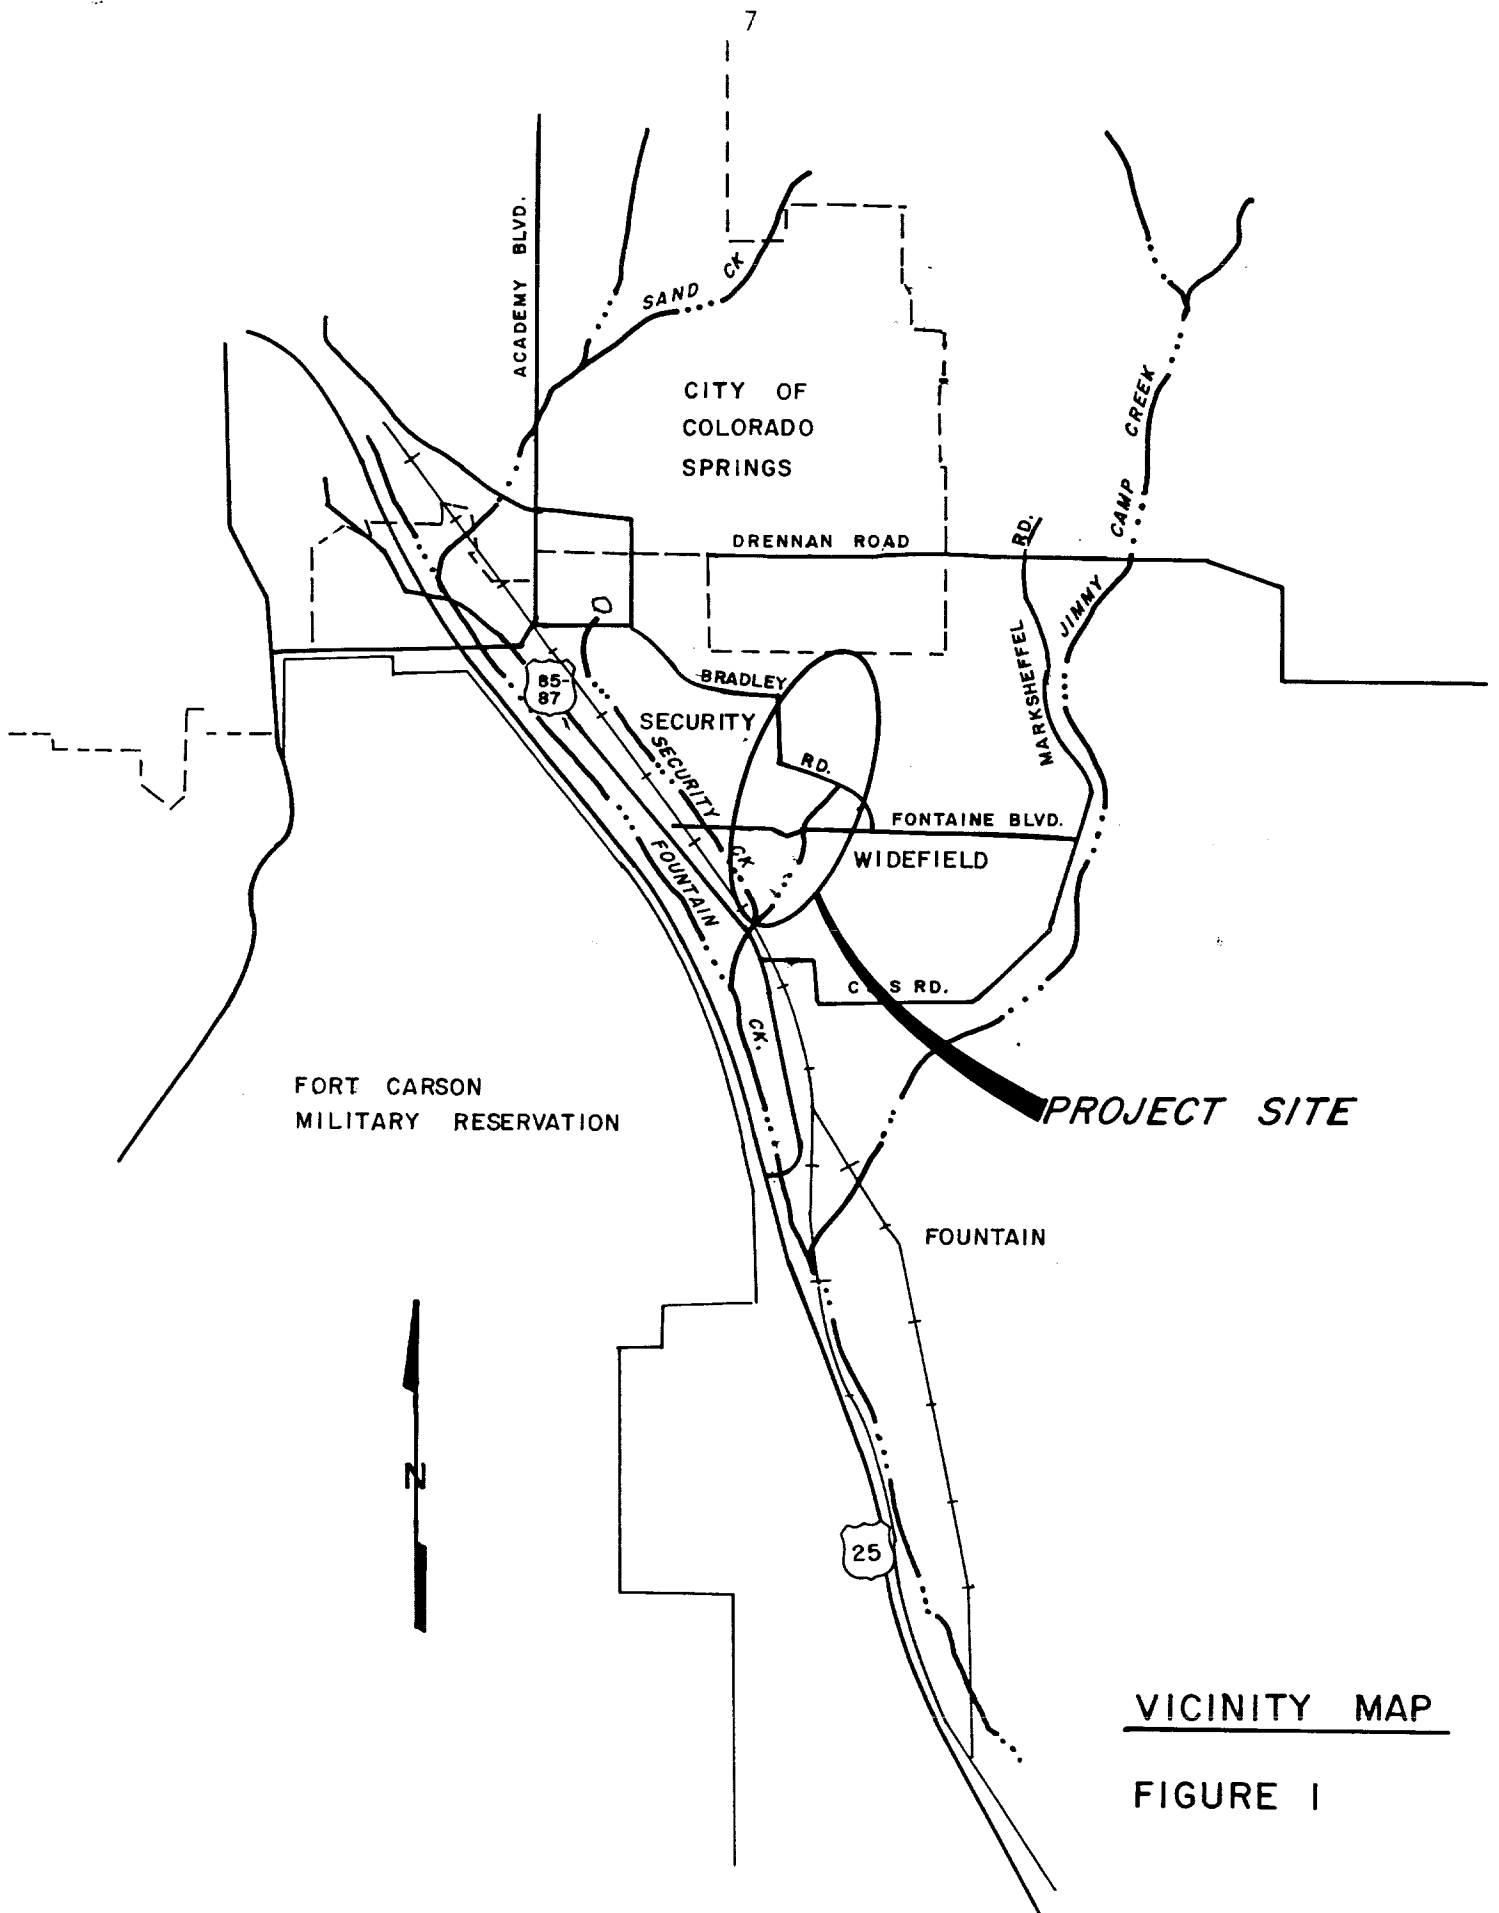 7
ACADEMY BLVD.
SAND CK
CITY OF
COLORADO
SPRINGS
JIMMY CAMP CREEK
DRENNAN ROAD
MARKSHEFFEL RD.
85-
87
BRADLEY RD.
SECURITY
SECURITY CK
FONTAINE BLVD.
WIDEFIELD
FOUNTAIN CK.
C S RD.
FORT CARSON
MILITARY RESERVATION
PROJECT SITE
FOUNTAIN
N
25
VICINITY MAP
FIGURE 1